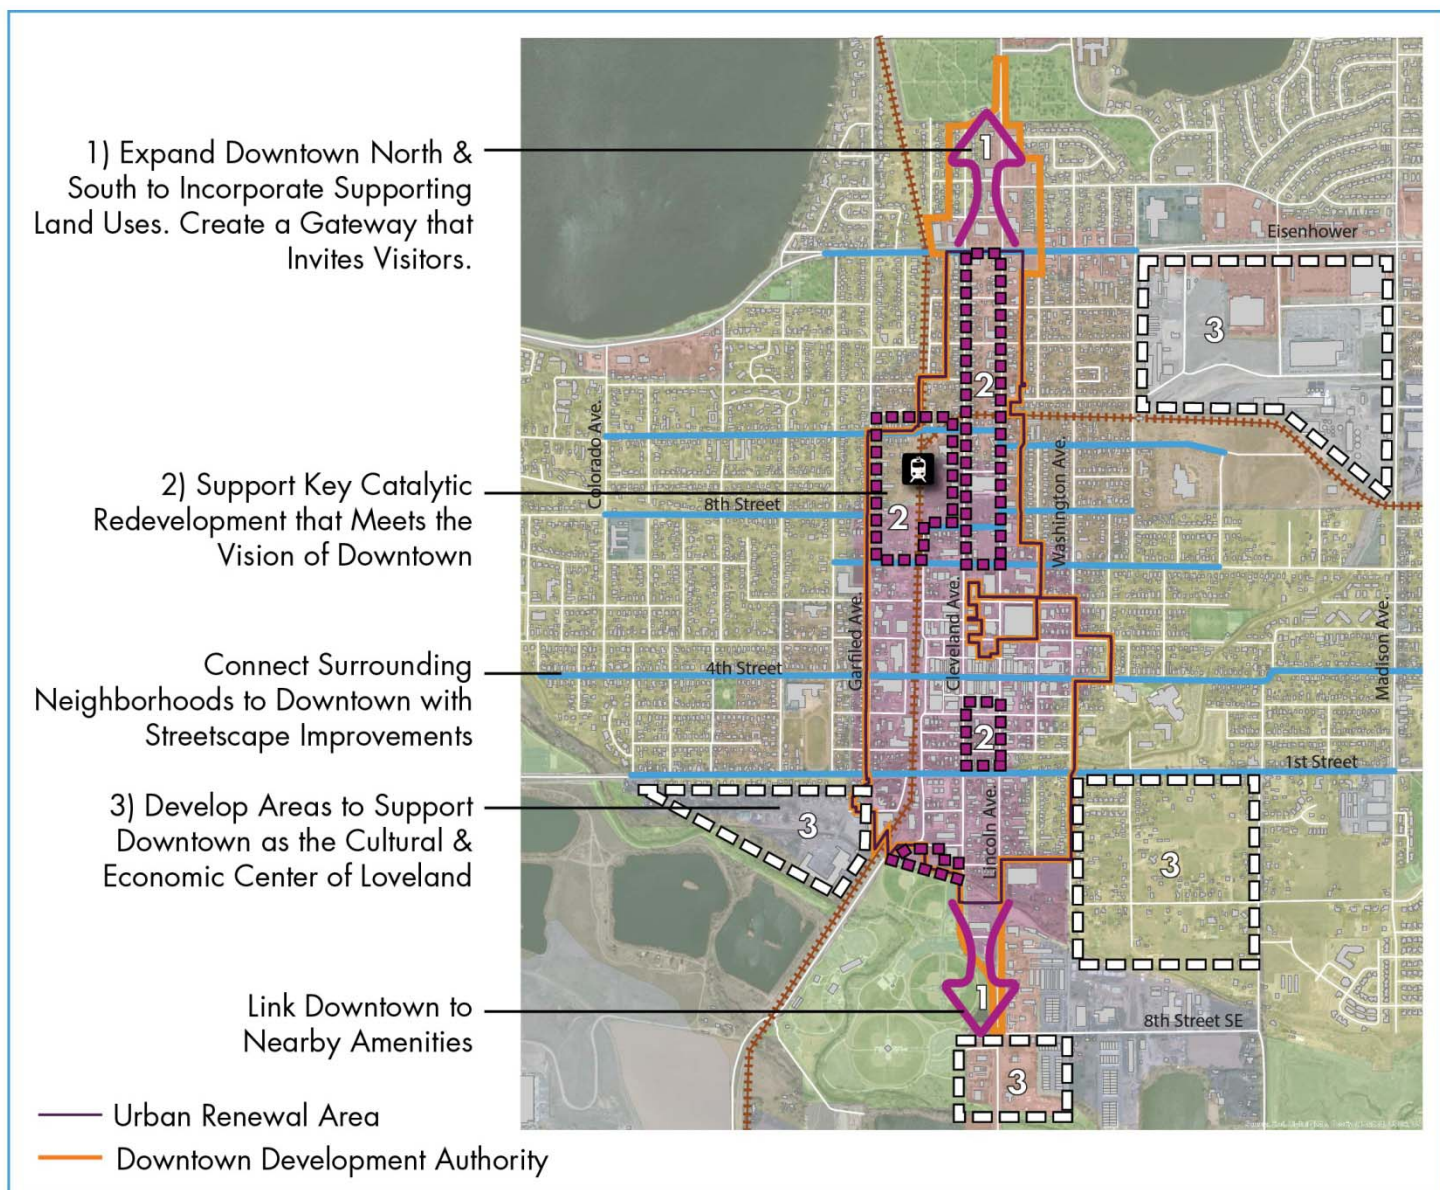 1) Expand Downtown North &
South to Incorporate Supporting
Land Uses. Create a Gateway that
Invites Visitors.
2) Support Key Catalytic
Redevelopment that Meets the
Vision of Downtown
Connect Surrounding
Neighborhoods to Downtown with
Streetscape Improvements
3) Develop Areas to Support
Downtown as the Cultural &
Economic Center of Loveland
Link Downtown to
Nearby Amenities
Urban Renewal Area
Downtown Development Authority
1
Eisenhower
3
2
Colorado Ave.
Washington Ave.
8th Street
2
Garfiled Ave.
Cleveland Ave.
Madison Ave.
4th Street
2
1st Street
Lincoln Ave.
3
3
1
8th Street SE
3